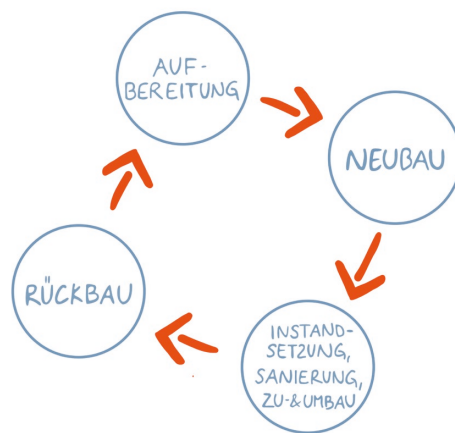 AUF-
BEREITUNG
NEUBAU
INSTAND-
SETZUNG,
SANIERUNG,
ZU-&UMBAU
RÜCKBAU